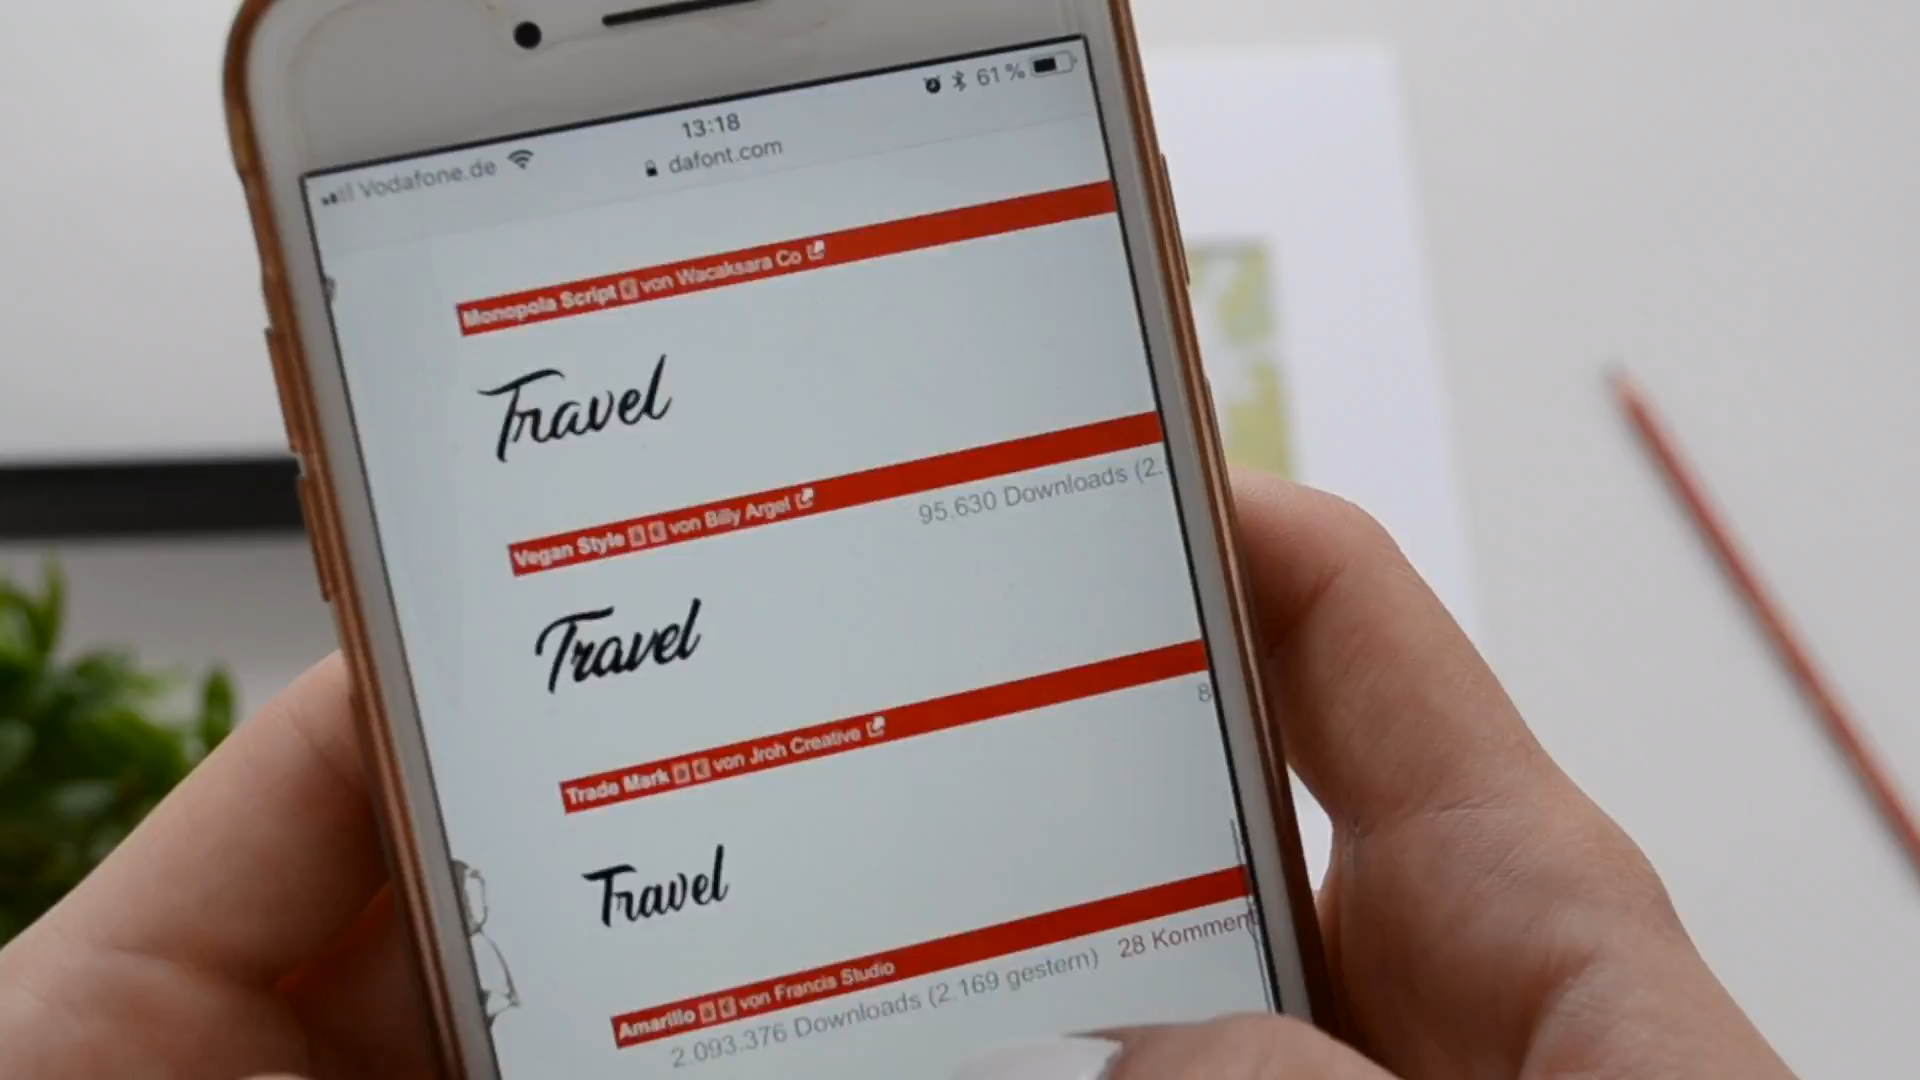 13:18
61 %
Vodafone.de
dafont.com
Monopola Script von Wacaksara Co
Travel
Vegan Style von Billy Argel
95.630 Downloads (2.
Travel
Trade Mark von Jroh Creative
8
Travel
Amarillo von Francis Studio
2.093.376 Downloads (2.169 gestern) 28 Komment